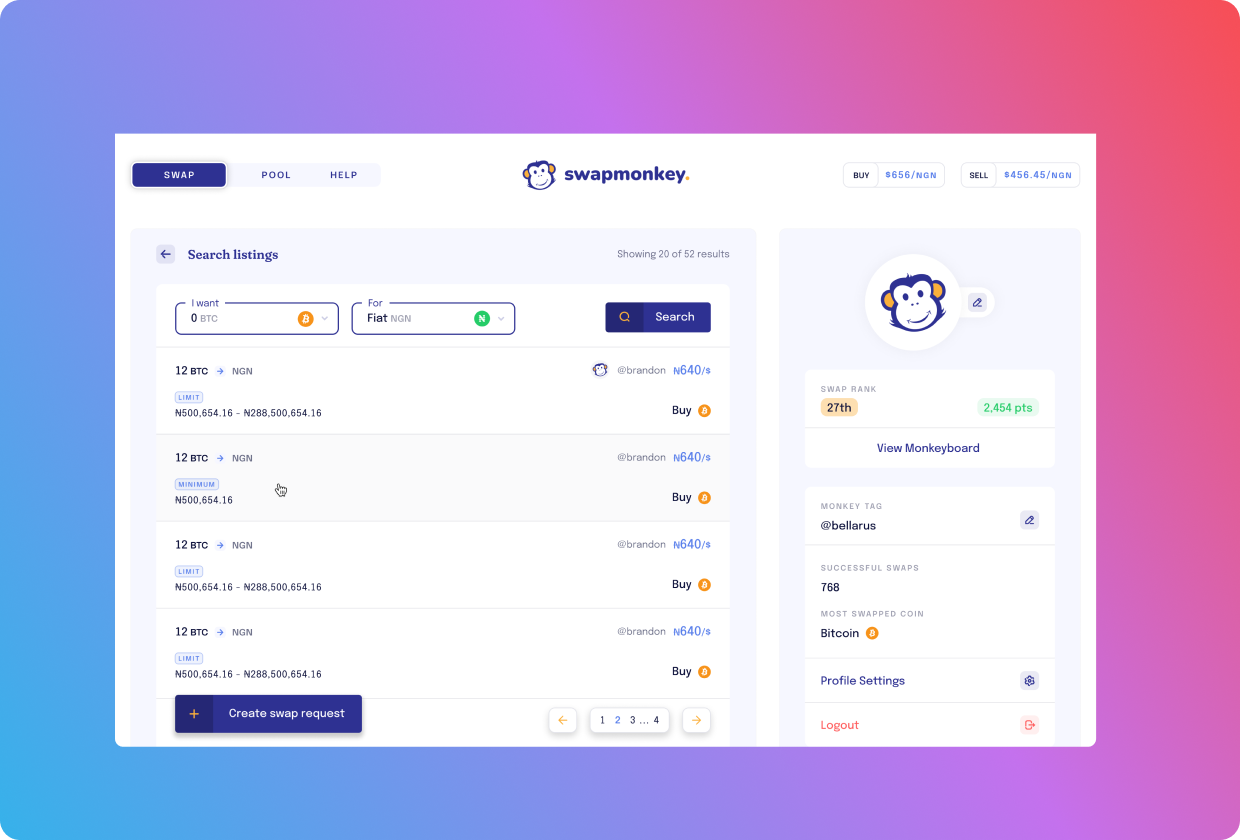 SWAP POOL HELP
swapmonkey.
BUY $656/NGN SELL $456.45/NGN
Search listings
Showing 20 of 52 results
I want
0 BTC
For
Fiat NGN
Search
12 BTC → NGN
@brandon ₦640/$
LIMIT
₦500,654.16 - ₦288,500,654.16
Buy
12 BTC → NGN
@brandon ₦640/$
MINIMUM
₦500,654.16
Buy
12 BTC → NGN
@brandon ₦640/$
LIMIT
₦500,654.16 - ₦288,500,654.16
Buy
12 BTC → NGN
@brandon ₦640/$
LIMIT
₦500,654.16 - ₦288,500,654.16
Buy
+ Create swap request
← 1 2 3 ... 4 →
SWAP RANK
27th 2,454 pts
View Monkeyboard
MONKEY TAG
@bellarus
SUCCESSFUL SWAPS
768
MOST SWAPPED COIN
Bitcoin
Profile Settings
Logout